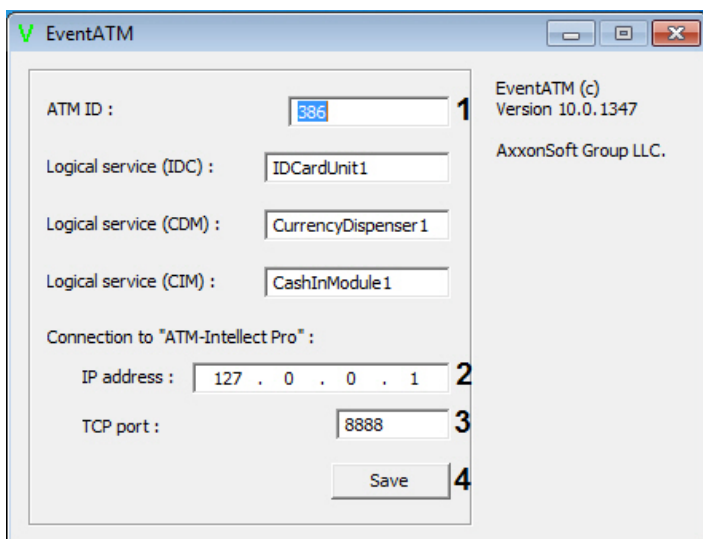 EventATM
ATM ID :
386
1
EventATM (c)
Version 10.0.1347
AxxonSoft Group LLC.
Logical service (IDC) :
IDCardUnit1
Logical service (CDM) :
CurrencyDispenser1
Logical service (CIM) :
CashInModule1
Connection to "ATM-Intellect Pro" :
IP address :
127 . 0 . 0 . 1
2
TCP port :
8888
3
Save
4